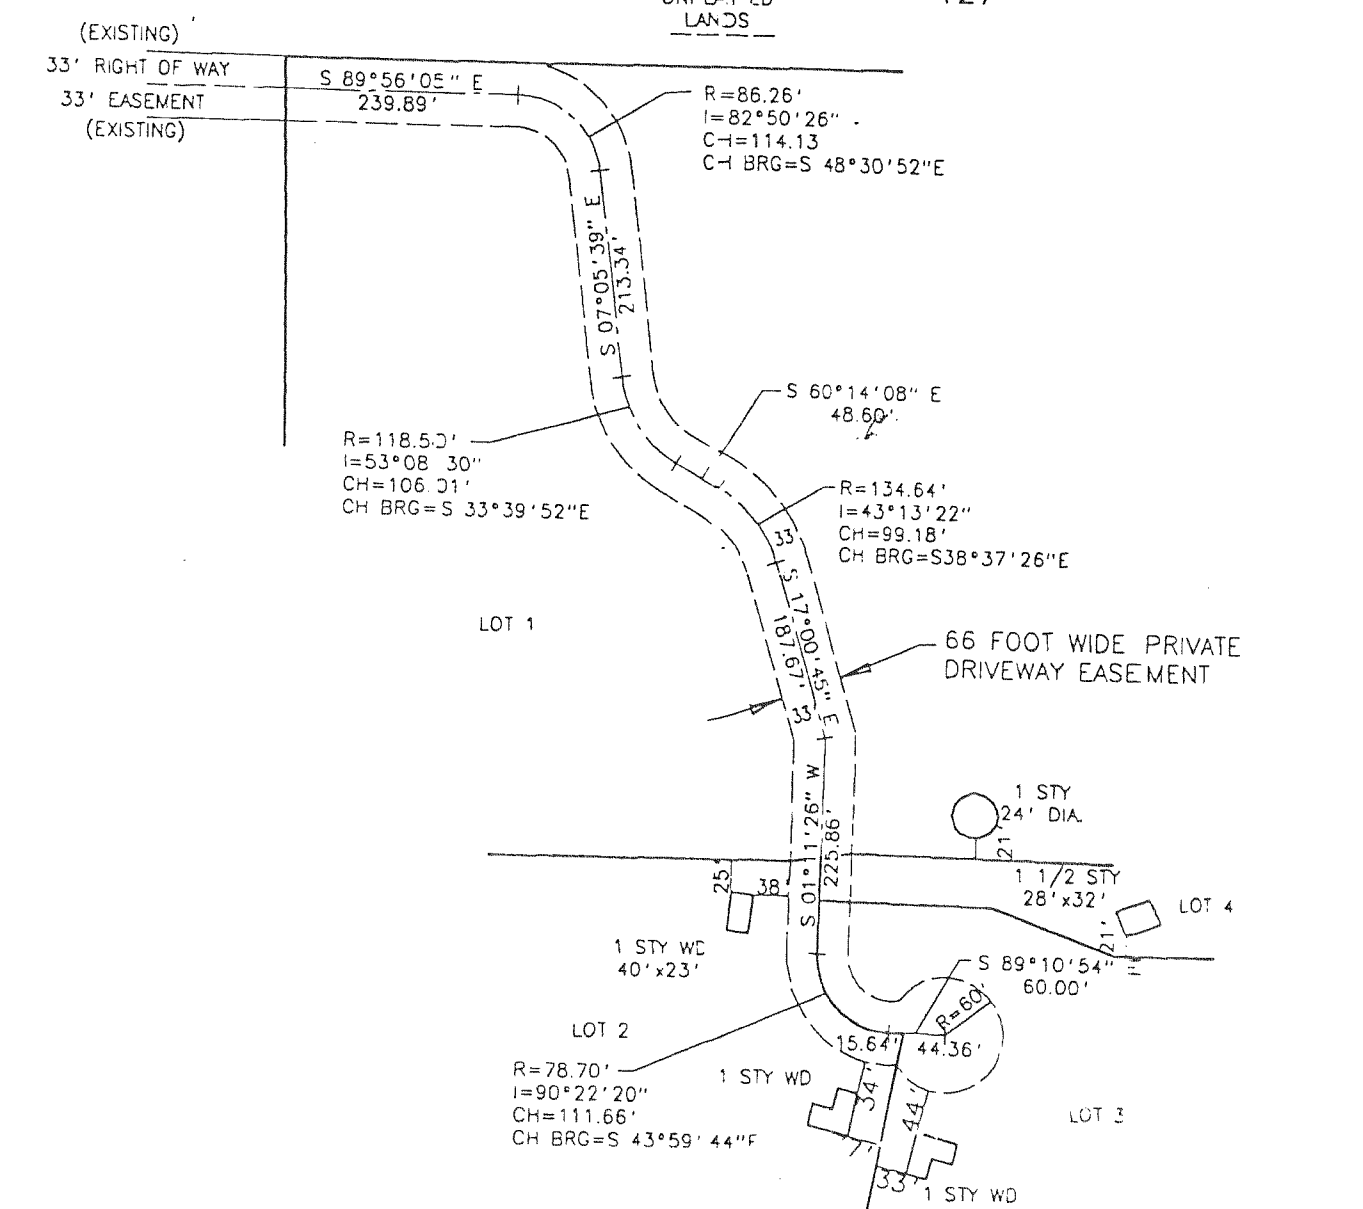 LANDS
(EXISTING)
33' RIGHT OF WAY
33' EASEMENT
(EXISTING)
S 89°56'05" E
239.89'
R=86.26'
I=82°50'26"
CH=114.13
CH BRG=S 48°30'52"E
S 07°05'39" E
213.34'
S 60°14'08" E
48.60'
R=118.50'
I=53°08 30"
CH=106.01'
CH BRG=S 33°39'52"E
R=134.64'
I=43°13'22"
CH=99.18'
CH BRG=S38°37'26"E
33'
S 17°00'45" E
187.67'
33'
LOT 1
66 FOOT WIDE PRIVATE
DRIVEWAY EASEMENT
S 01°11'26" W
225.86'
1 STY
24' DIA.
21'
25'
38'
1 1/2 STY
28'x32'
LOT 4
21'
1 STY WD
40'x23'
S 89°10'54"
60.00'
R=60'
LOT 2
15.64'
44.36'
R=78.70'
I=90°22'20"
CH=111.66'
CH BRG=S 43°59'44"E
1 STY WD
34'
44'
LOT 3
33'
1 STY WD